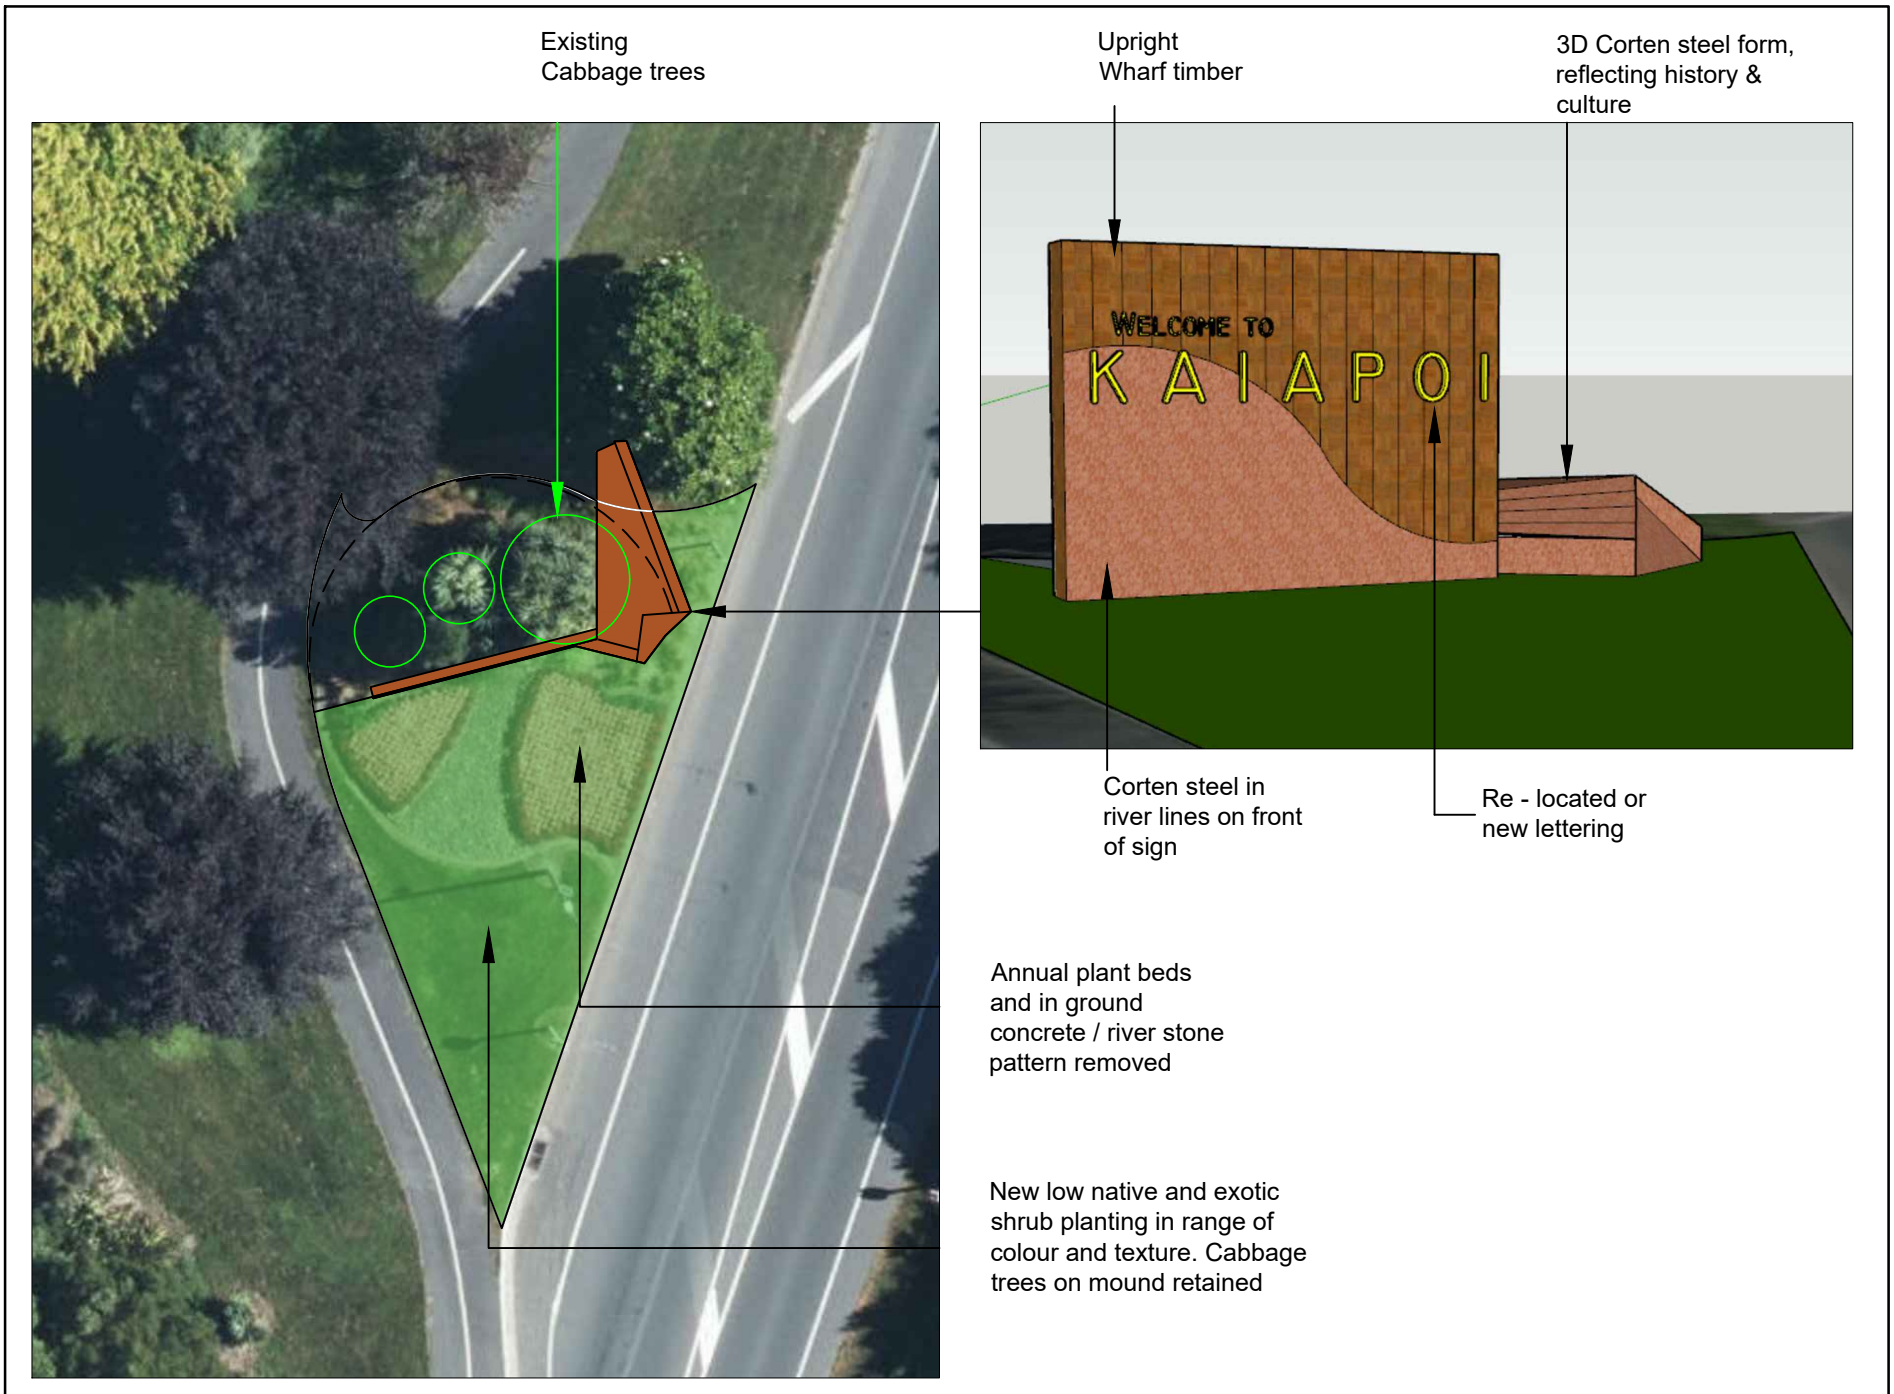 Existing
Cabbage trees
Upright
Wharf timber
3D Corten steel form,
reflecting history &
culture
WELCOME TO
KAIAPOI
Corten steel in
river lines on front
of sign
Re - located or
new lettering
Annual plant beds
and in ground
concrete / river stone
pattern removed
New low native and exotic
shrub planting in range of
colour and texture. Cabbage
trees on mound retained